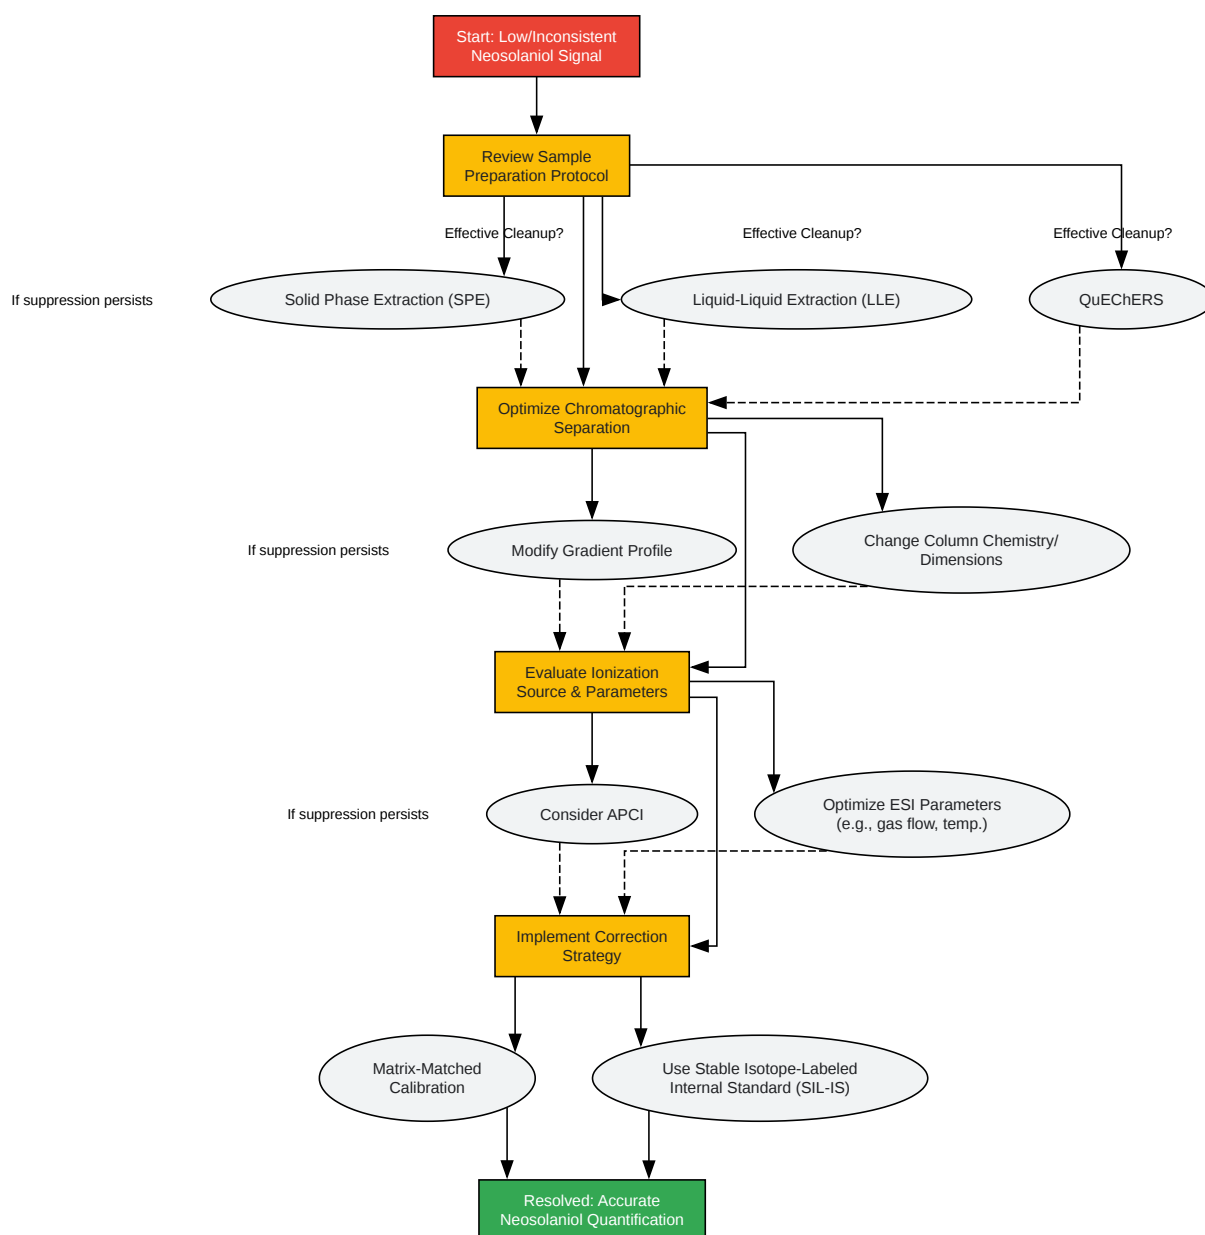 Start: Low/Inconsistent
Neosolaniol Signal
Review Sample
Preparation Protocol
Effective Cleanup?
Effective Cleanup?
Effective Cleanup?
If suppression persists
Solid Phase Extraction (SPE)
Liquid-Liquid Extraction (LLE)
QuEChERS
Optimize Chromatographic
Separation
If suppression persists
Modify Gradient Profile
Change Column Chemistry/
Dimensions
Evaluate Ionization
Source & Parameters
If suppression persists
Consider APCI
Optimize ESI Parameters
(e.g., gas flow, temp.)
Implement Correction
Strategy
Matrix-Matched
Calibration
Use Stable Isotope-Labeled
Internal Standard (SIL-IS)
Resolved: Accurate
Neosolaniol Quantification